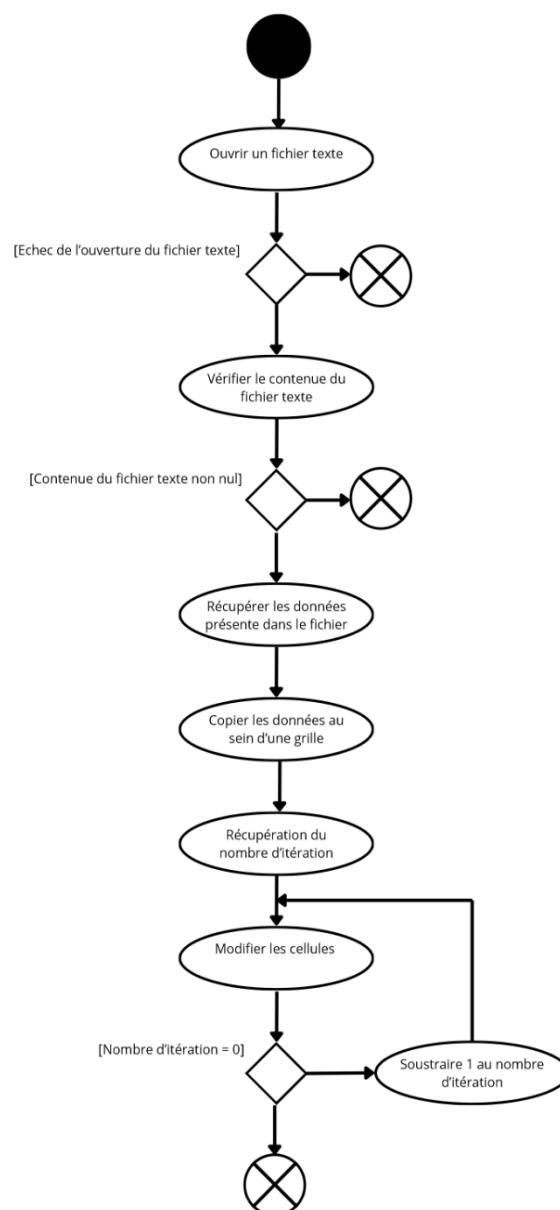 Ouvrir un fichier texte
[Echec de l'ouverture du fichier texte]
Vérifier le contenue du
fichier texte
[Contenue du fichier texte non nul]
Récupérer les données
présente dans le fichier
Copier les données au
sein d'une grille
Récupération du
nombre d'itération
Modifier les cellules
[Nombre d'itération = 0]
Soustraire 1 au nombre
d'itération